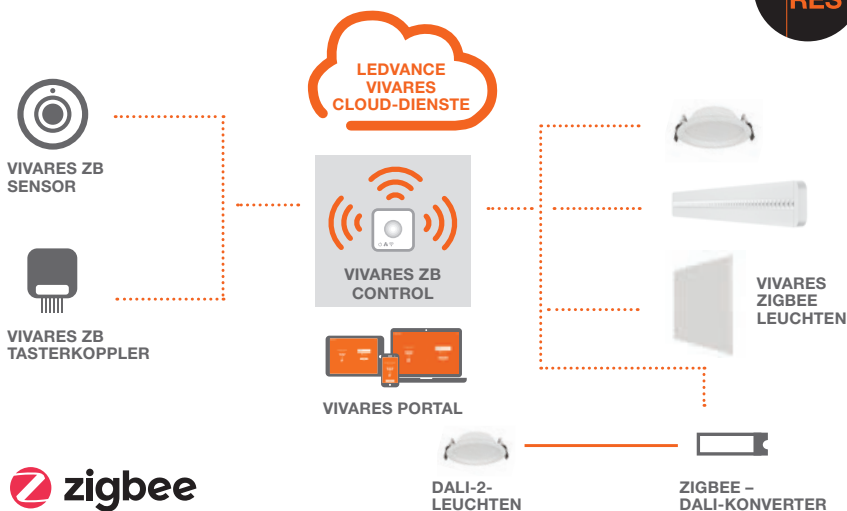 RES
LEDVANCE
VIVARES
CLOUD-DIENSTE
VIVARES ZB
SENSOR
VIVARES ZB
CONTROL
VIVARES
ZIGBEE
LEUCHTEN
VIVARES ZB
TASTERKOPPLER
VIVARES PORTAL
zigbee
DALI-2-
LEUCHTEN
ZIGBEE –
DALI-KONVERTER